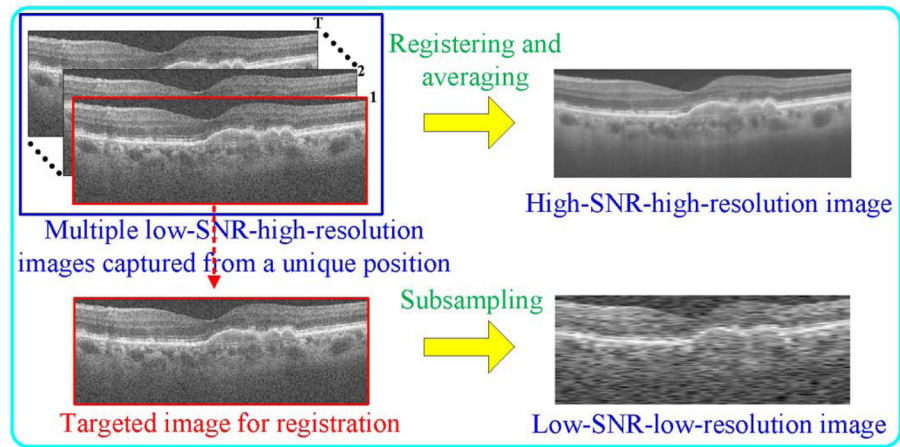 T
2
1
Registering and
averaging
High-SNR-high-resolution image
Multiple low-SNR-high-resolution
images captured from a unique position
Subsampling
Targeted image for registration
Low-SNR-low-resolution image